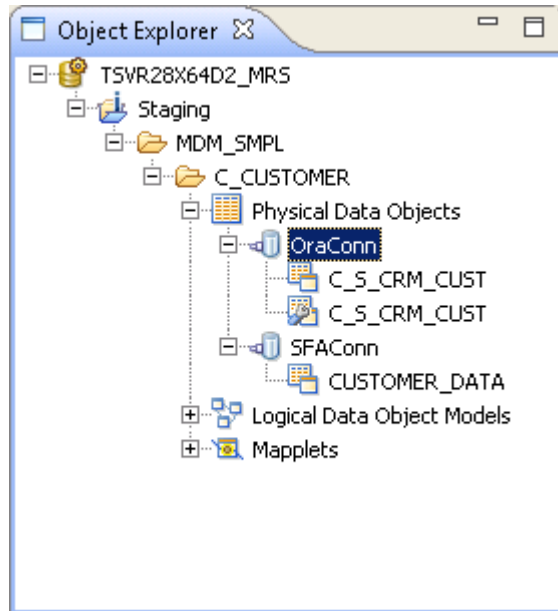 Object Explorer
TSVR28X64D2_MRS
Staging
MDM_SMPL
C_CUSTOMER
Physical Data Objects
OraConn
C_S_CRM_CUST
C_S_CRM_CUST
SFAConn
CUSTOMER_DATA
Logical Data Object Models
Mapplets